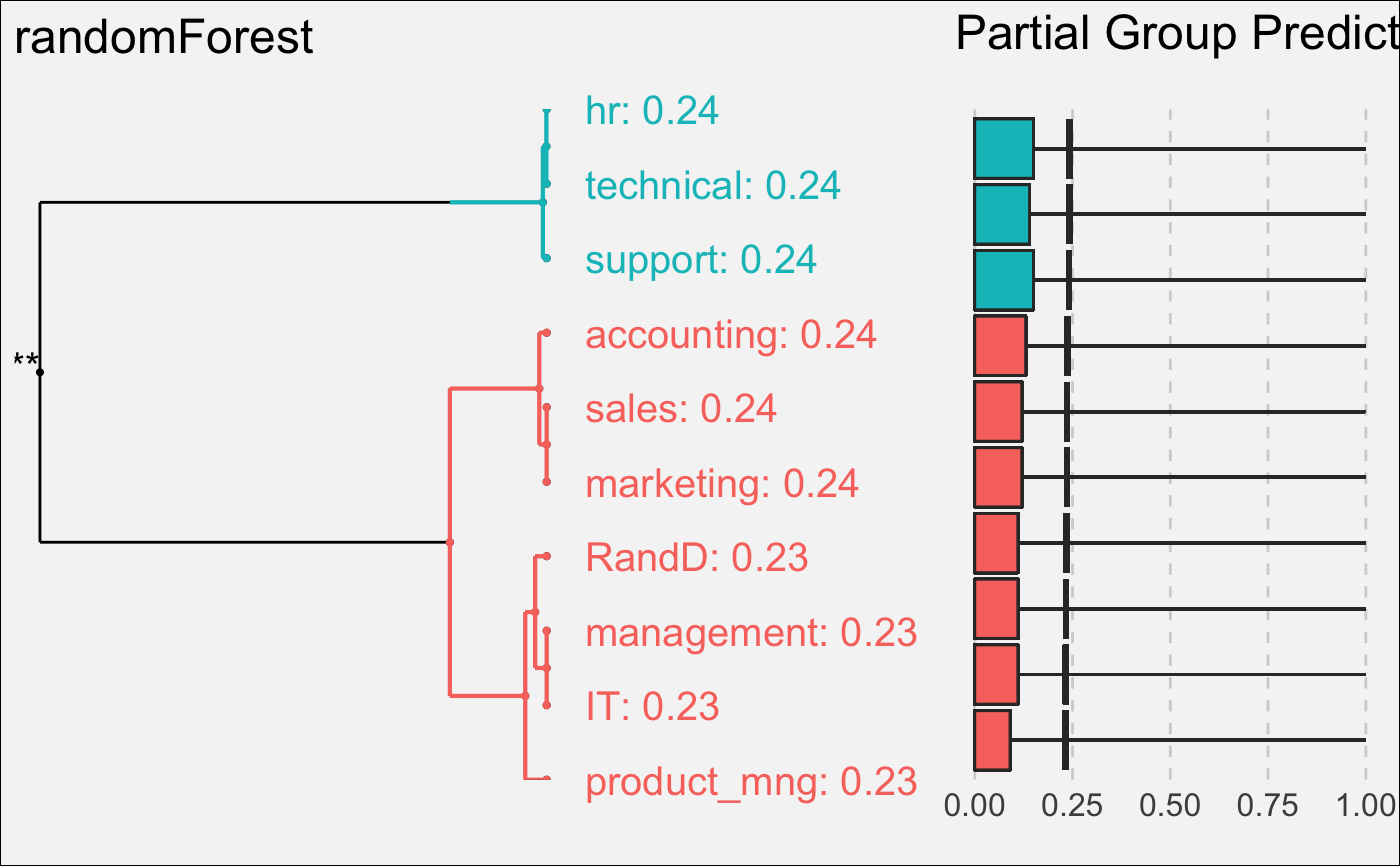 randomForest
Partial Group Predict
hr: 0.24
technical: 0.24
support: 0.24
accounting: 0.24
**
sales: 0.24
marketing: 0.24
RandD: 0.23
management: 0.23
IT: 0.23
product_mng: 0.23
0.00 0.25 0.50 0.75 1.00